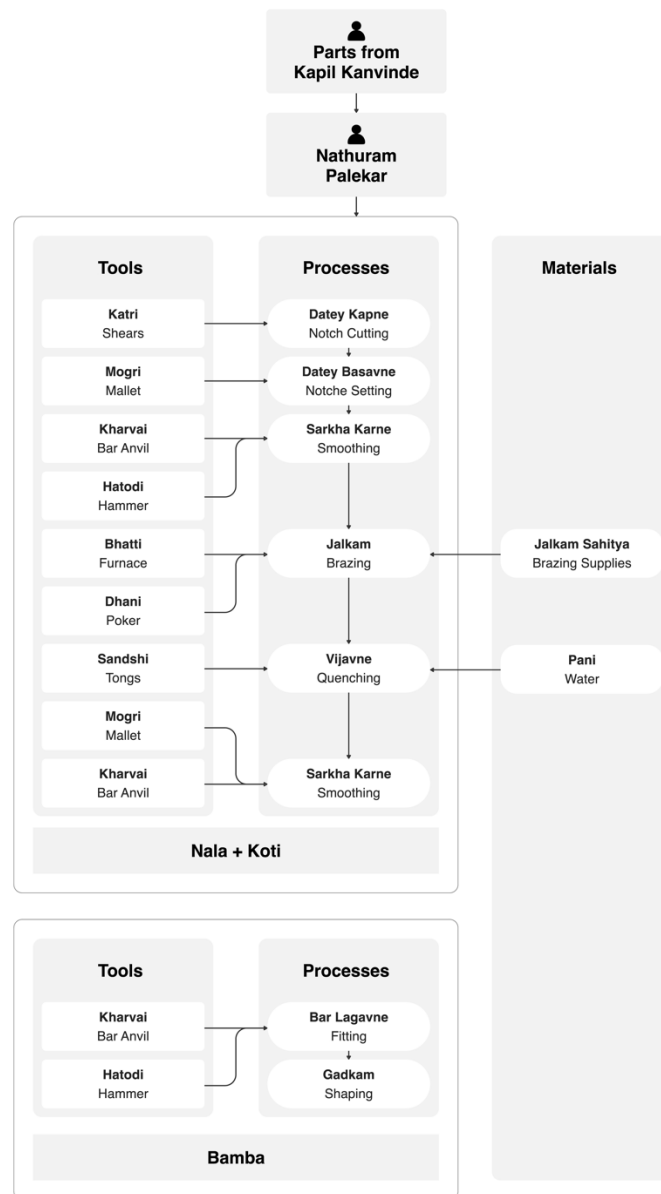 Parts from
Kapil Kanvinde
Nathuram
Palekar
Tools
Processes
Materials
Katri
Shears
Datey Kapne
Notch Cutting
Mogri
Mallet
Datey Basavne
Notche Setting
Kharvai
Bar Anvil
Sarkha Karne
Smoothing
Hatodi
Hammer
Bhatti
Furnace
Jalkam
Brazing
Jalkam Sahitya
Brazing Supplies
Dhani
Poker
Sandshi
Tongs
Vijavne
Quenching
Pani
Water
Mogri
Mallet
Kharvai
Bar Anvil
Sarkha Karne
Smoothing
Nala + Koti
Tools
Processes
Kharvai
Bar Anvil
Bar Lagavne
Fitting
Hatodi
Hammer
Gadkam
Shaping
Bamba